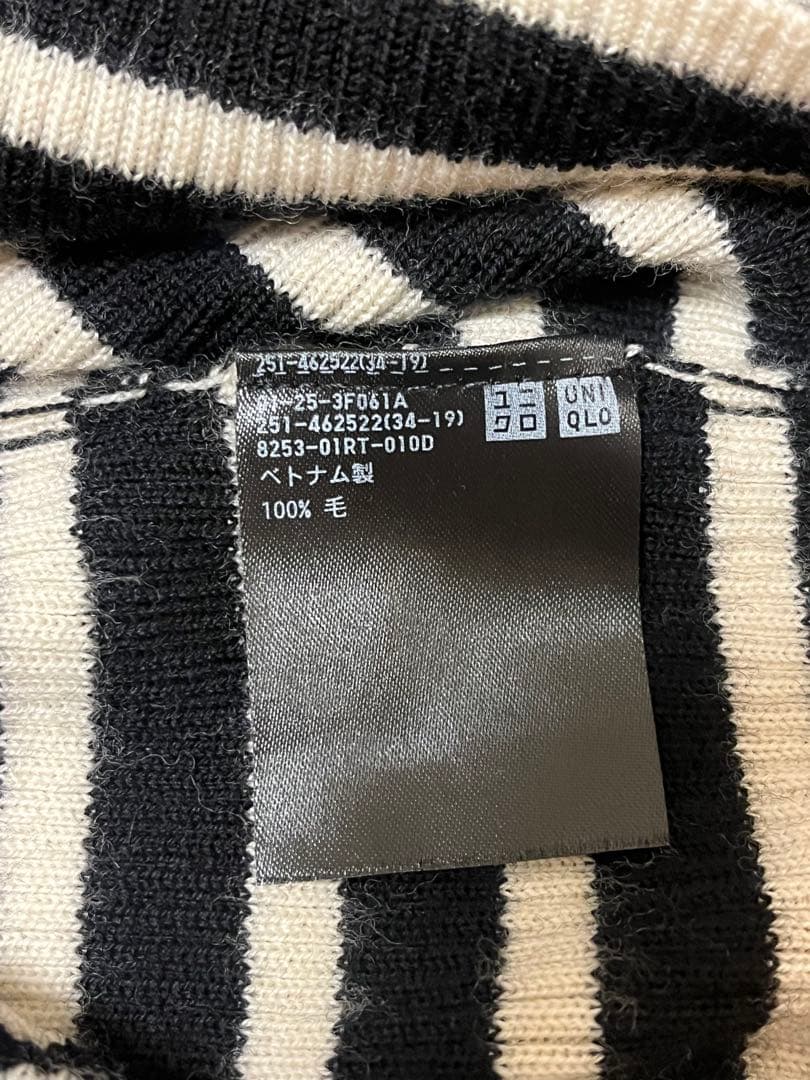 251-462522(34-19)
25-3F061A
251-462522(34-19)
8253-01RT-010D
ベトナム製
100% 毛
ユニ
クロ
UNI
QLO